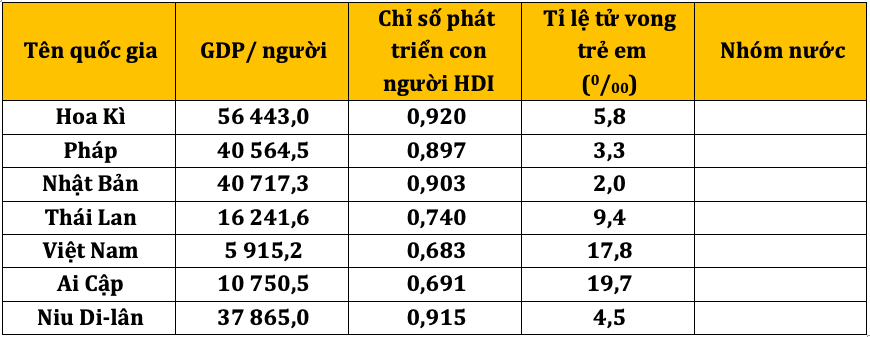 Tên quốc gia
GDP/ người
Chỉ số phát
triển con
người HDI
Tỉ lệ tử vong
trẻ em
(⁰/₀₀)
Nhóm nước
Hoa Kì 56 443,0 0,920 5,8
Pháp 40 564,5 0,897 3,3
Nhật Bản 40 717,3 0,903 2,0
Thái Lan 16 241,6 0,740 9,4
Việt Nam 5 915,2 0,683 17,8
Ai Cập 10 750,5 0,691 19,7
Niu Di-lân 37 865,0 0,915 4,5